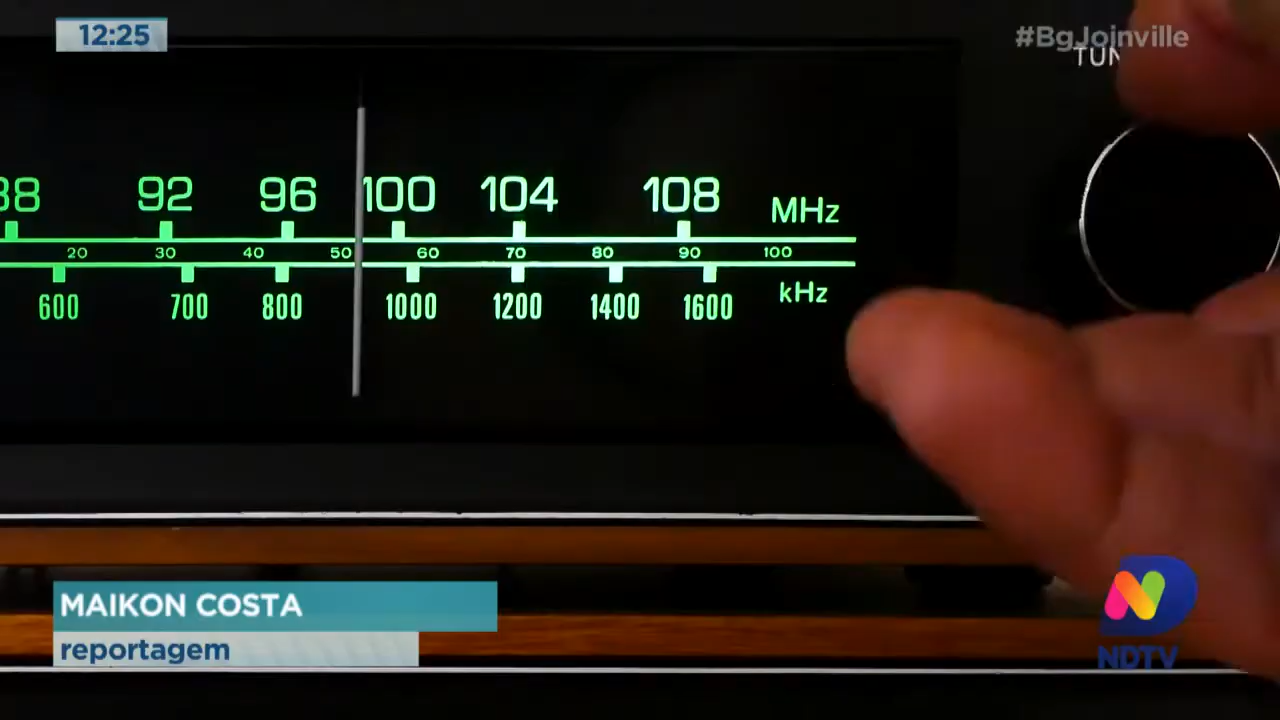 12:25
#BgJoinville
TUN
88 92 96 100 104 108 MHz
20 30 40 50 60 70 80 90 100
600 700 800 1000 1200 1400 1600 kHz
MAIKON COSTA
reportagem
NDTV